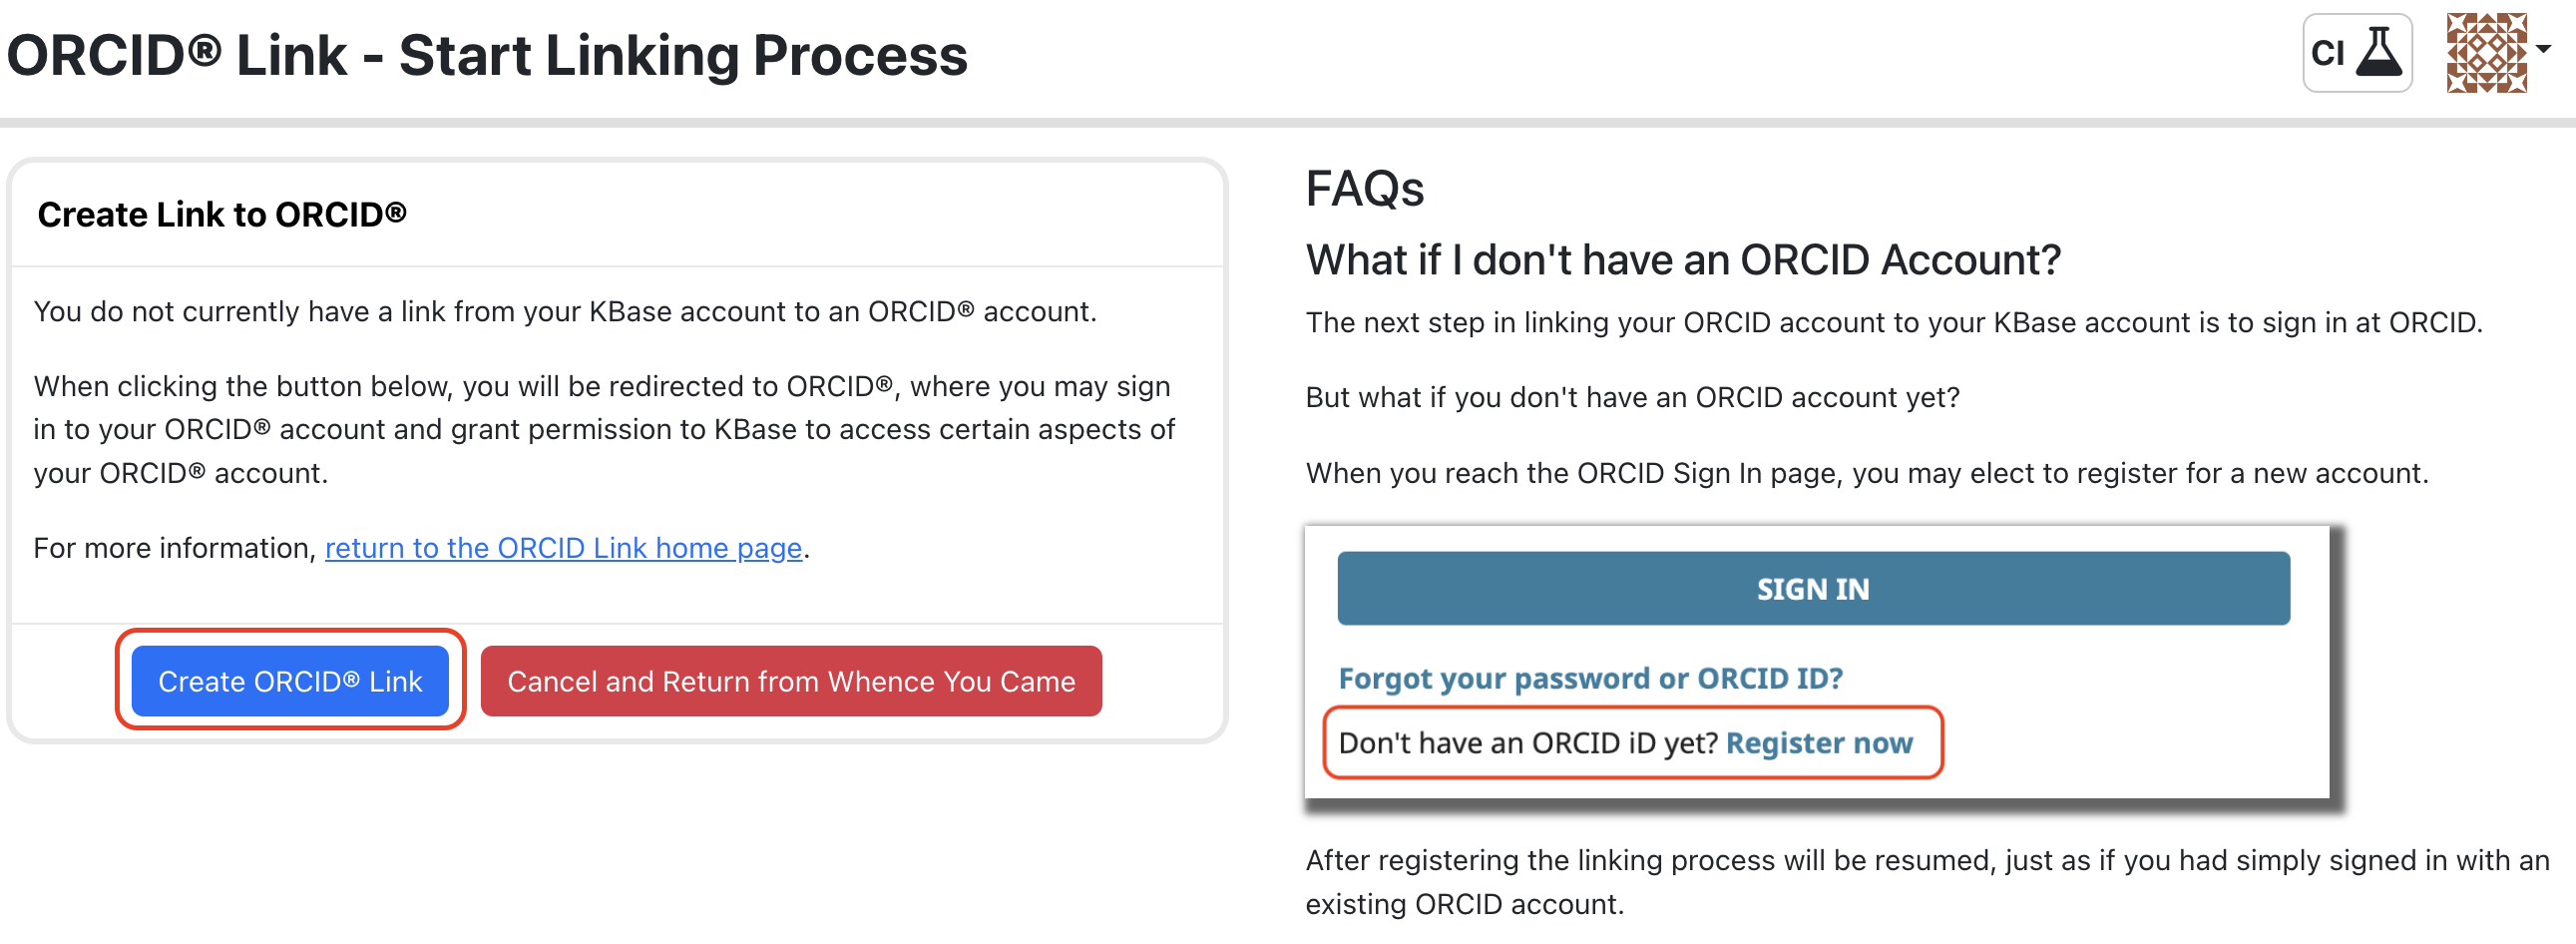 ORCID® Link - Start Linking Process
CI
Create Link to ORCID®
You do not currently have a link from your KBase account to an ORCID® account.
When clicking the button below, you will be redirected to ORCID®, where you may sign
in to your ORCID® account and grant permission to KBase to access certain aspects of
your ORCID® account.
For more information, return to the ORCID Link home page.
Create ORCID® Link
Cancel and Return from Whence You Came
FAQs
What if I don't have an ORCID Account?
The next step in linking your ORCID account to your KBase account is to sign in at ORCID.
But what if you don't have an ORCID account yet?
When you reach the ORCID Sign In page, you may elect to register for a new account.
SIGN IN
Forgot your password or ORCID ID?
Don't have an ORCID iD yet? Register now
After registering the linking process will be resumed, just as if you had simply signed in with an
existing ORCID account.